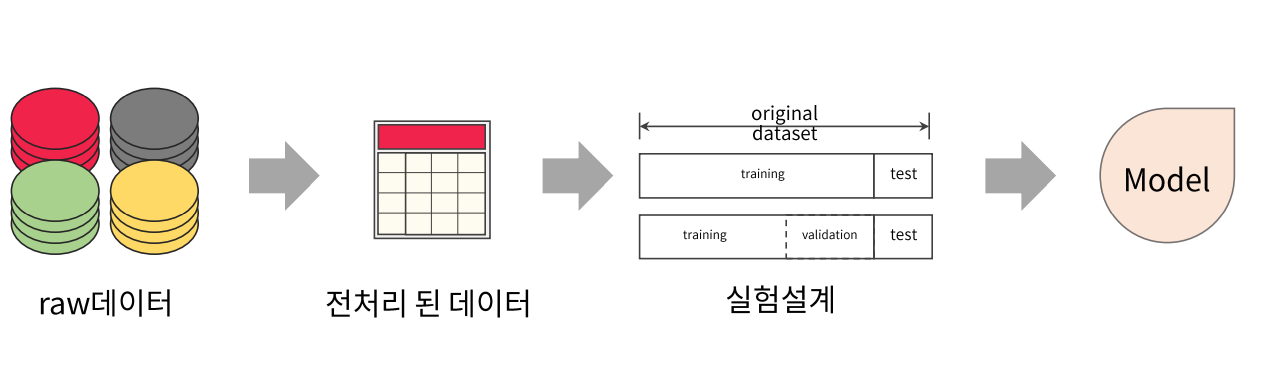 original
dataset
training
test
training
validation
test
Model
raw데이터
전처리 된 데이터
실험설계